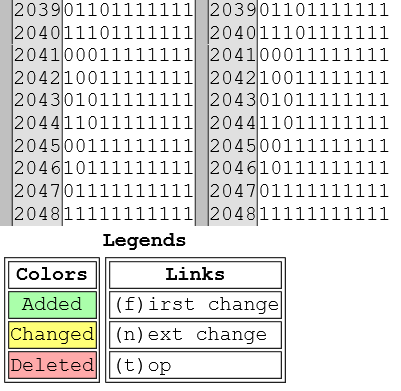 2039 01101111111 2039 01101111111
2040 11101111111 2040 11101111111
2041 00011111111 2041 00011111111
2042 10011111111 2042 10011111111
2043 01011111111 2043 01011111111
2044 11011111111 2044 11011111111
2045 00111111111 2045 00111111111
2046 10111111111 2046 10111111111
2047 01111111111 2047 01111111111
2048 11111111111 2048 11111111111
Legends
Colors Links
Added (f)irst change
Changed (n)ext change
Deleted (t)op